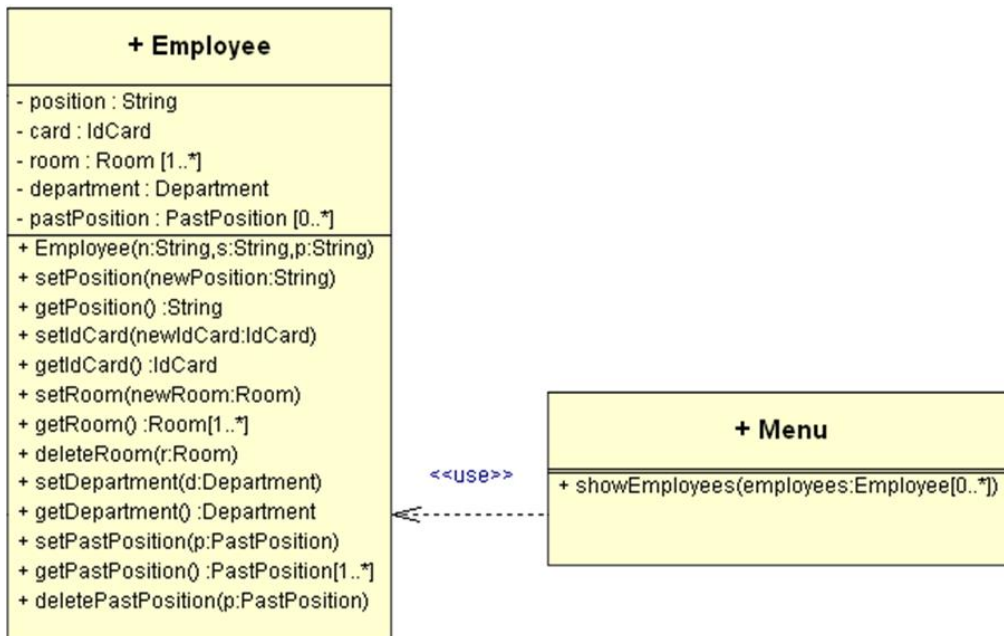 + Employee
- position : String
- card : IdCard
- room : Room [1..*]
- department : Department
- pastPosition : PastPosition [0..*]
+ Employee(n:String,s:String,p:String)
+ setPosition(newPosition:String)
+ getPosition() :String
+ setIdCard(newIdCard:IdCard)
+ getIdCard() :IdCard
+ setRoom(newRoom:Room)
+ getRoom() :Room[1..*]
+ deleteRoom(r:Room)
+ setDepartment(d:Department)
+ getDepartment() :Department
+ setPastPosition(p:PastPosition)
+ getPastPosition() :PastPosition[1..*]
+ deletePastPosition(p:PastPosition)
<<use>>
+ Menu
+ showEmployees(employees:Employee[0..*])